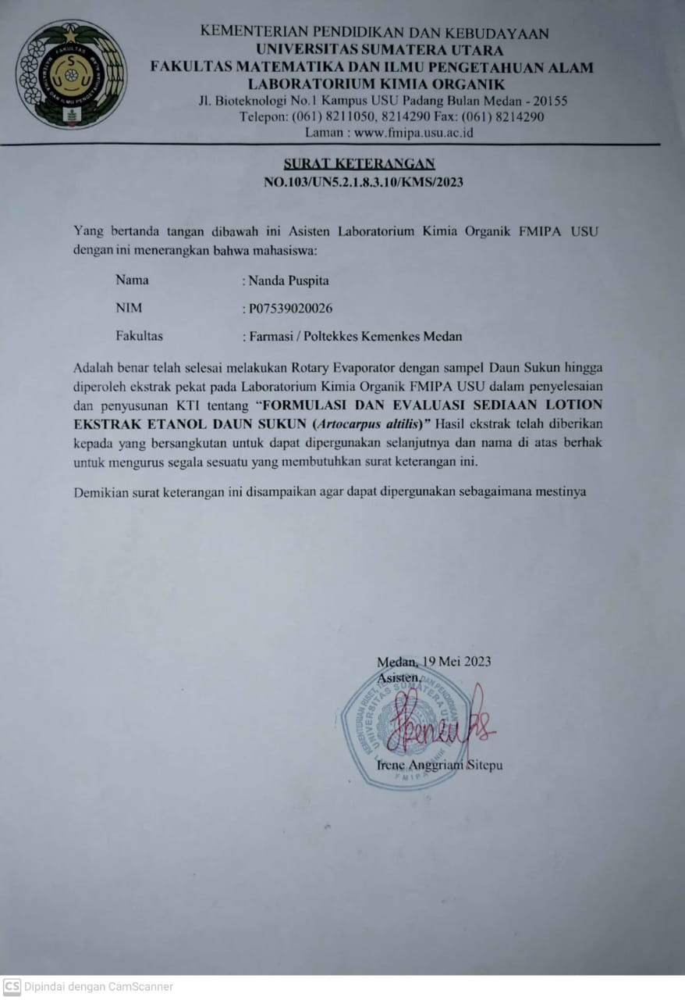 KEMENTERIAN PENDIDIKAN DAN KEBUDAYAAN
UNIVERSITAS SUMATERA UTARA
FAKULTAS MATEMATIKA DAN ILMU PENGETAHUAN ALAM
LABORATORIUM KIMIA ORGANIK
Jl. Bioteknologi No.1 Kampus USU Padang Bulan Medan - 20155
Telepon: (061) 8211050, 8214290 Fax: (061) 8214290
Laman : www.fmipa.usu.ac.id
FAKULTAS
MATEMATIKA DAN ILMU PENGETAHUAN ALAM
USU
SURAT KETERANGAN
NO.103/UN5.2.1.8.3.10/KMS/2023
Yang bertanda tangan dibawah ini Asisten Laboratorium Kimia Organik FMIPA USU
dengan ini menerangkan bahwa mahasiswa:
Nama : Nanda Puspita
NIM : P07539020026
Fakultas : Farmasi / Poltekkes Kemenkes Medan
Adalah benar telah selesai melakukan Rotary Evaporator dengan sampel Daun Sukun hingga
diperoleh ekstrak pekat pada Laboratorium Kimia Organik FMIPA USU dalam penyelesaian
dan penyusunan KTI tentang “FORMULASI DAN EVALUASI SEDIAAN LOTION
EKSTRAK ETANOL DAUN SUKUN (Artocarpus altilis)” Hasil ekstrak telah diberikan
kepada yang bersangkutan untuk dapat dipergunakan selanjutnya dan nama di atas berhak
untuk mengurus segala sesuatu yang membutuhkan surat keterangan ini.
Demikian surat keterangan ini disampaikan agar dapat dipergunakan sebagaimana mestinya
Medan, 19 Mei 2023
Asisten,
KEMENTERIAN RISET, DAN PENDIDIKAN
UNIVERSITAS SUMATERA
FMIPA
Irene Anggriani Sitepu
CS Dipindai dengan CamScanner